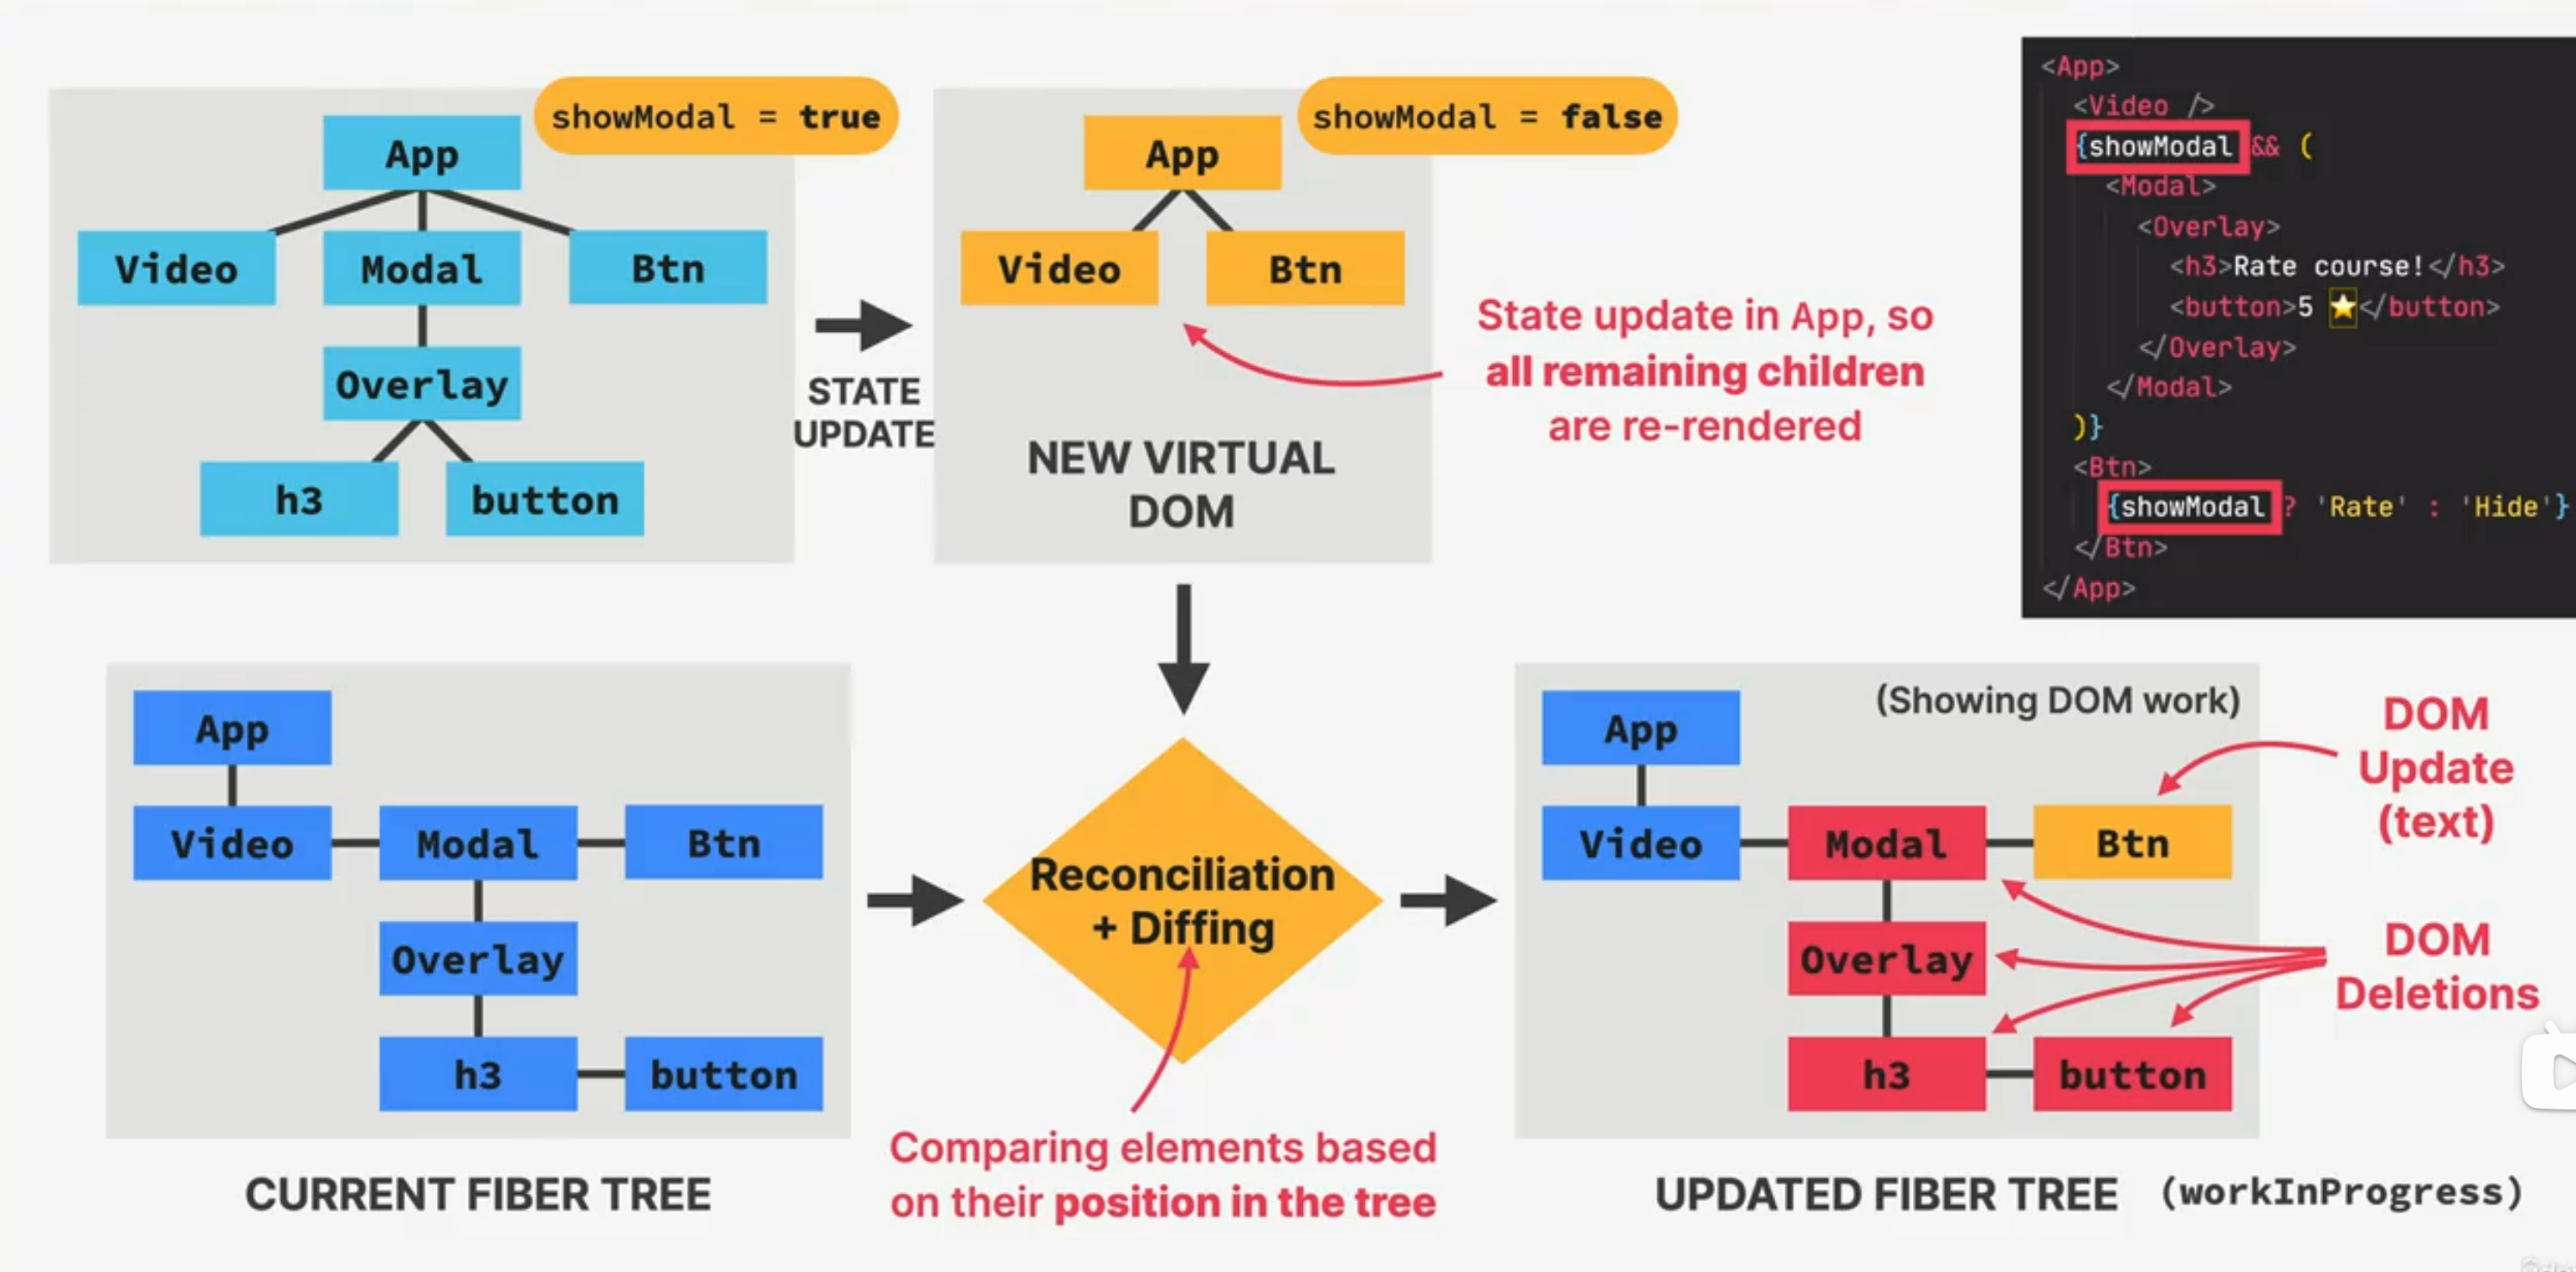 showModal = true
App
Video
Modal
Btn
Overlay
h3
button
STATE
UPDATE
showModal = false
App
Video
Btn
NEW VIRTUAL
DOM
State update in App, so
all remaining children
are re-rendered
<App>
<Video />
{showModal && (
<Modal>
<Overlay>
<h3>Rate course!</h3>
<button>5 ⭐</button>
</Overlay>
</Modal>
)}
<Btn>
{showModal ? 'Rate' : 'Hide'}
</Btn>
</App>
App
Video
Modal
Btn
Overlay
h3
button
CURRENT FIBER TREE
Reconciliation
+ Diffing
Comparing elements based
on their position in the tree
(Showing DOM work)
App
Video
Modal
Btn
Overlay
h3
button
DOM
Update
(text)
DOM
Deletions
UPDATED FIBER TREE (workInProgress)